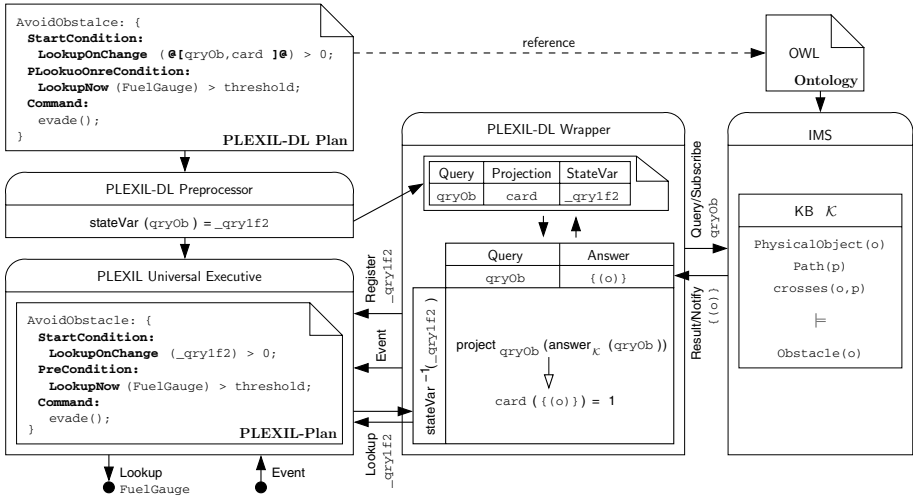 AvoidObstalce: {
StartCondition:
LookupOnChange (@[qryOb,card ]@) > 0;
PLookuoOnreCondition:
LookupNow (FuelGauge) > threshold;
Command:
evade();
}
PLEXIL-DL Plan
reference
OWL
Ontology
PLEXIL-DL Preprocessor
stateVar (qryOb) = _qry1f2
PLEXIL Universal Executive
AvoidObstacle: {
StartCondition:
LookupOnChange (_qry1f2) > 0;
PreCondition:
LookupNow (FuelGauge) > threshold;
Command:
evade();
}
PLEXIL-Plan
Lookup
FuelGauge
Event
Register
_qry1f2
Event
Lookup
_qry1f2
PLEXIL-DL Wrapper
Query Projection StateVar
qryOb card _qry1f2
Query Answer
qryOb {(o)}
stateVar⁻¹(_qry1f2 )
project qryOb (answer𝒦 (qryOb))
card ({(o)}) = 1
Query/Subscribe
qryOb
Result/Notify
{(o)}
IMS
KB 𝒦
PhysicalObject(o)
Path(p)
crosses(o,p)
⊨
Obstacle(o)